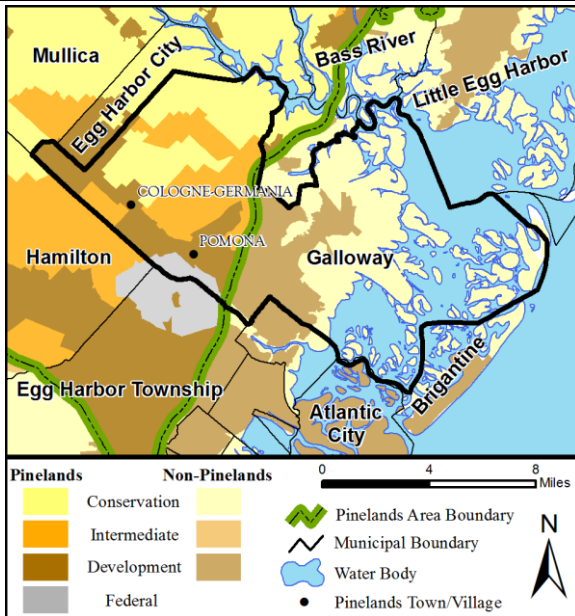 Mullica
Egg Harbor City
Bass River
Little Egg Harbor
COLOGNE-GERMANIA
POMONA
Hamilton
Galloway
Egg Harbor Township
Brigantine
Atlantic
City
Pinelands Non-Pinelands
Conservation
Intermediate
Development
Federal
0 4 8
Miles
Pinelands Area Boundary
Municipal Boundary
Water Body
Pinelands Town/Village
N